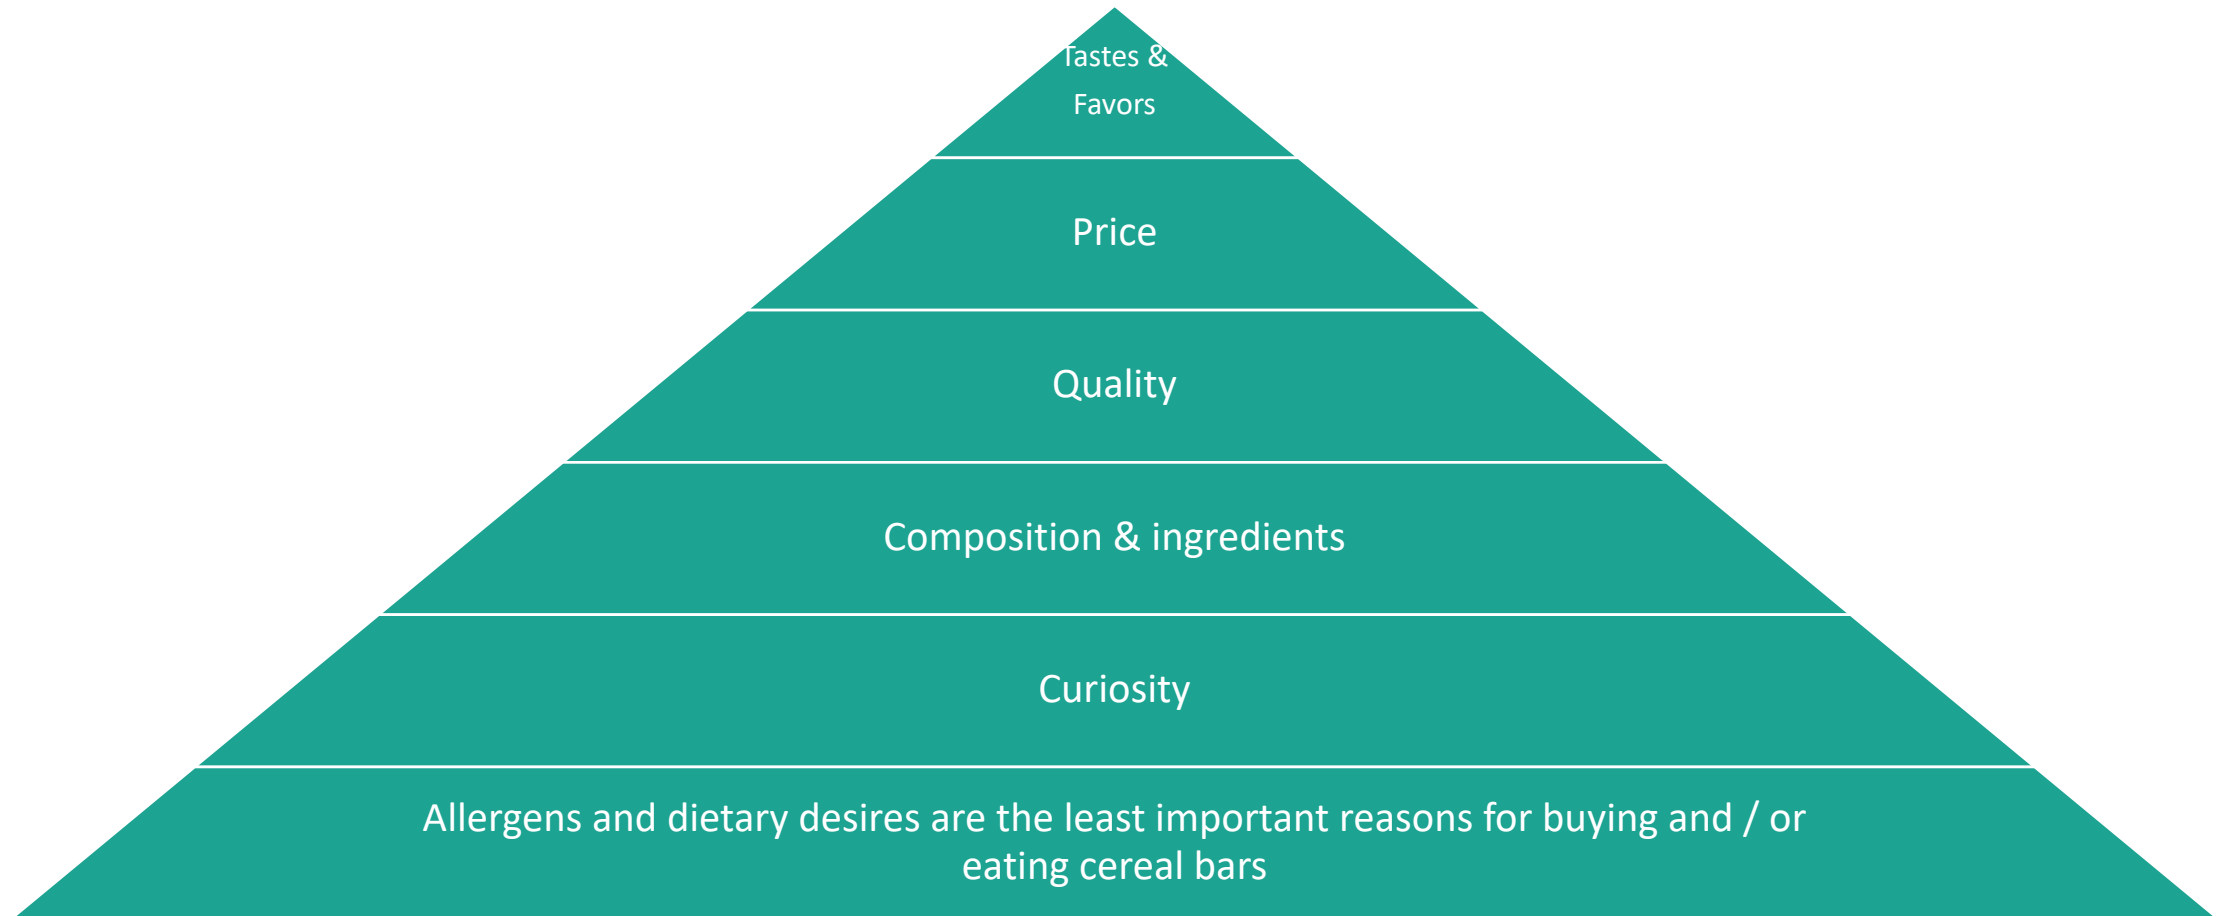 Tastes &
Favors
Price
Quality
Composition & ingredients
Curiosity
Allergens and dietary desires are the least important reasons for buying and / or
eating cereal bars